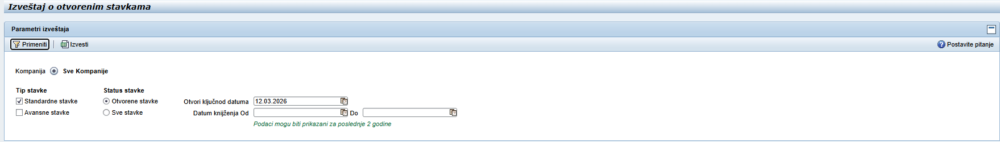 Izveštaj o otvorenim stavkama
Parametri izveštaja
Primeniti Izvesti Postavite pitanje
Kompanija Sve Kompanije
Tip stavke Status stavke
Standardne stavke Otvorene stavke Otvori ključnod datuma 12.03.2026
Avansne stavke Sve stavke Datum knjiženja Od Do
Podaci mogu biti prikazani za poslednje 2 godine